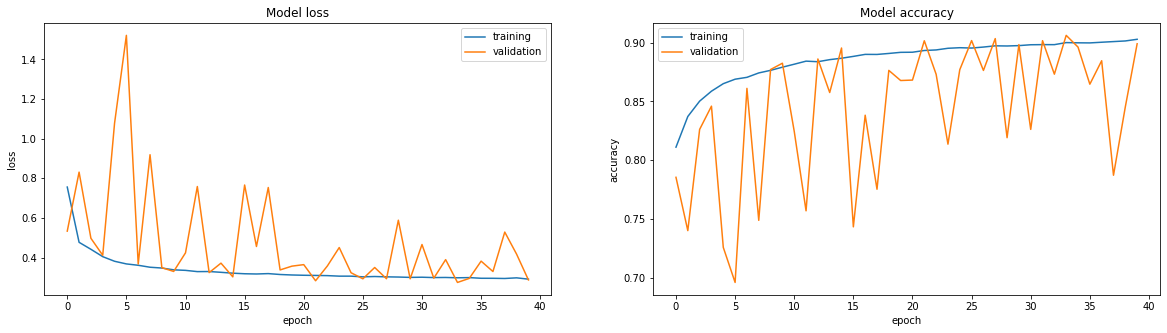 Model loss
training
validation
loss
1.4
1.2
1.0
0.8
0.6
0.4
0 5 10 15 20 25 30 35 40
epoch
Model accuracy
training
validation
accuracy
0.90
0.85
0.80
0.75
0.70
0 5 10 15 20 25 30 35 40
epoch